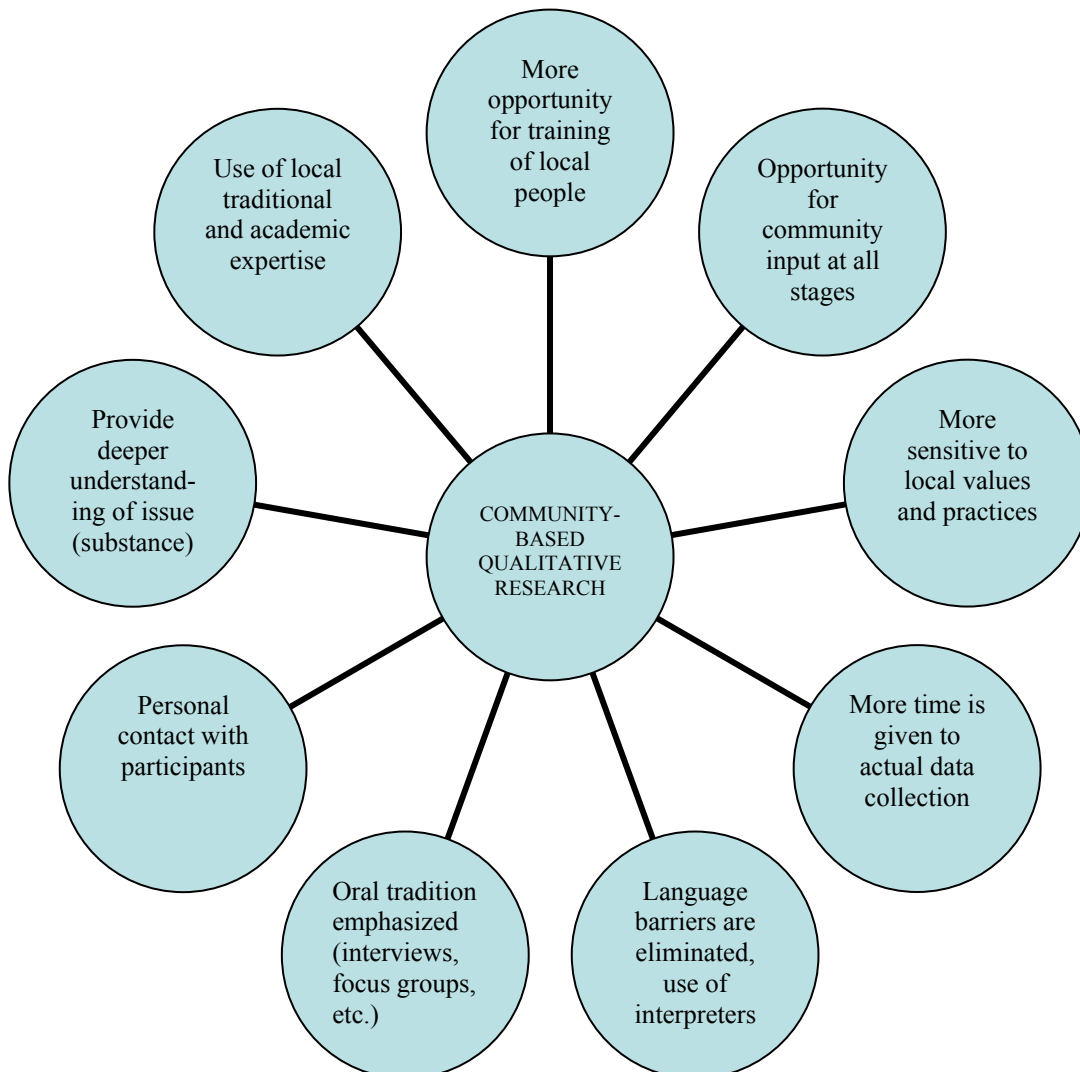 More
opportunity
for training
of local
people
Opportunity
for
community
input at all
stages
More
sensitive to
local values
and practices
More time is
given to
actual data
collection
Language
barriers are
eliminated,
use of
interpreters
Oral tradition
emphasized
(interviews,
focus groups,
etc.)
Personal
contact with
participants
Provide
deeper
understand-
ing of issue
(substance)
Use of local
traditional
and academic
expertise
COMMUNITY-
BASED
QUALITATIVE
RESEARCH